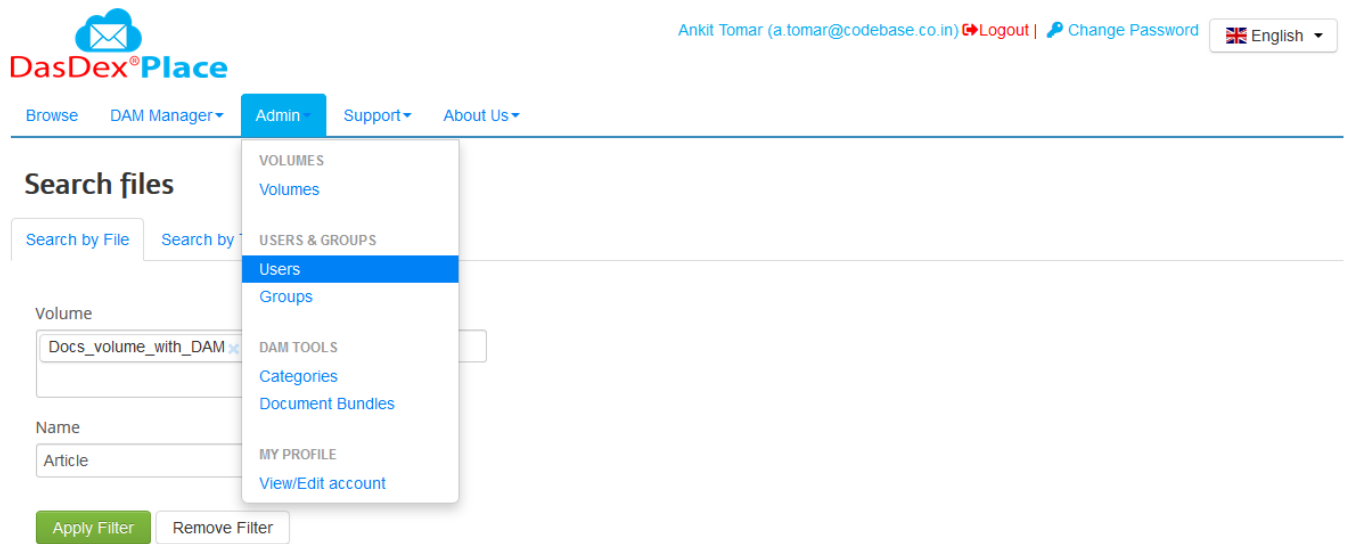 Ankit Tomar (a.tomar@codebase.co.in) Logout | Change Password English
DasDex®Place
Browse DAM Manager Admin Support About Us
VOLUMES
Volumes
Search files
Search by File Search by
USERS & GROUPS
Users
Groups
Volume
Docs_volume_with_DAM
DAM TOOLS
Categories
Document Bundles
Name
Article
MY PROFILE
View/Edit account
Apply Filter Remove Filter